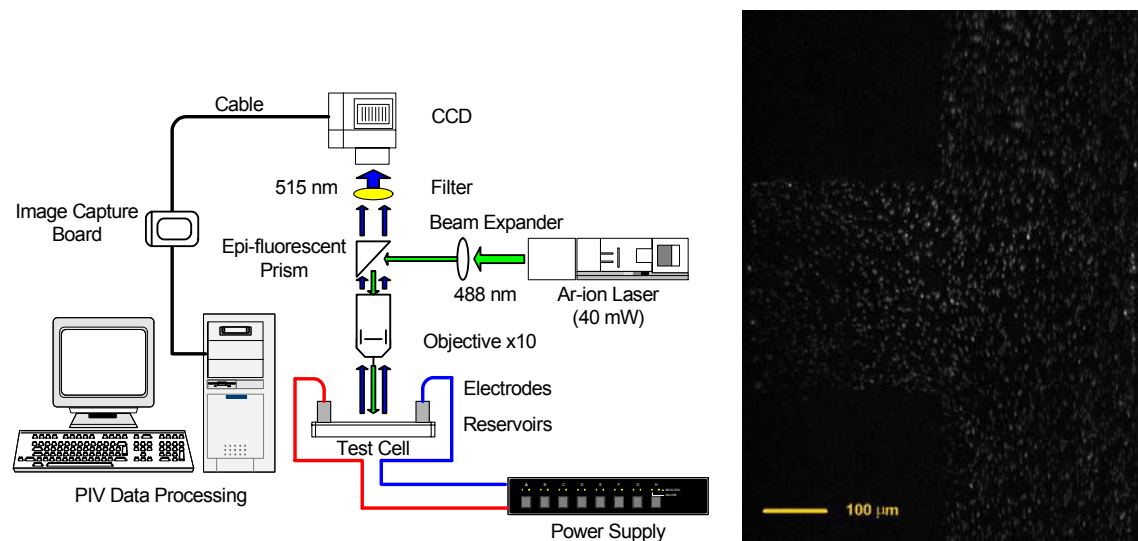 Cable
CCD
515 nm
Filter
Image Capture
Board
Beam Expander
Epi-fluorescent
Prism
488 nm
Ar-ion Laser
(40 mW)
Objective x10
Electrodes
Reservoirs
Test Cell
PIV Data Processing
A B C D E F G H
Power Supply
100 µm